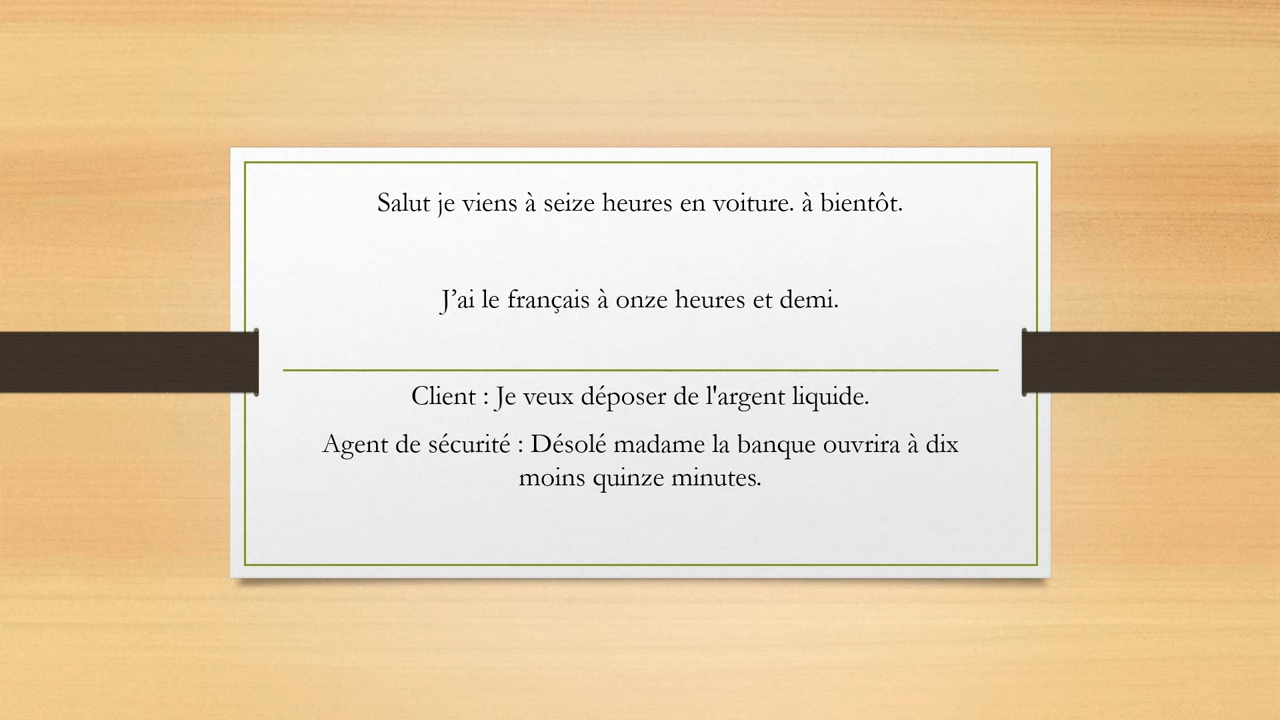 Salut je viens à seize heures en voiture. à bientôt.
J’ai le français à onze heures et demi.
Client : Je veux déposer de l'argent liquide.
Agent de sécurité : Désolé madame la banque ouvrira à dix
moins quinze minutes.